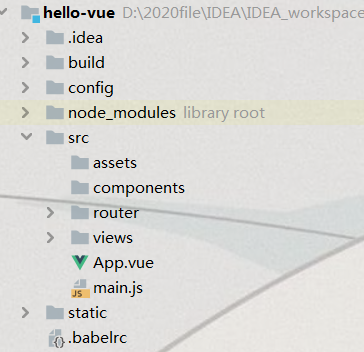 hello-vue D:\2020file\IDEA\IDEA_workspace
.idea
build
config
node_modules library root
src
assets
components
router
views
App.vue
main.js
static
.babelrc